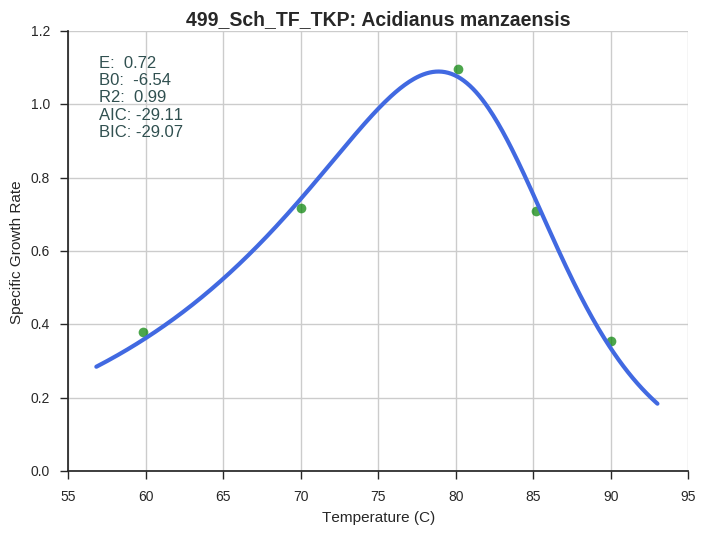 499_Sch_TF_TKP: Acidianus manzaensis
E:  0.72
B0:  -6.54
R2:  0.99
AIC: -29.11
BIC: -29.07
Specific Growth Rate
1.2
1.0
0.8
0.6
0.4
0.2
0.0
55 60 65 70 75 80 85 90 95
Temperature (C)